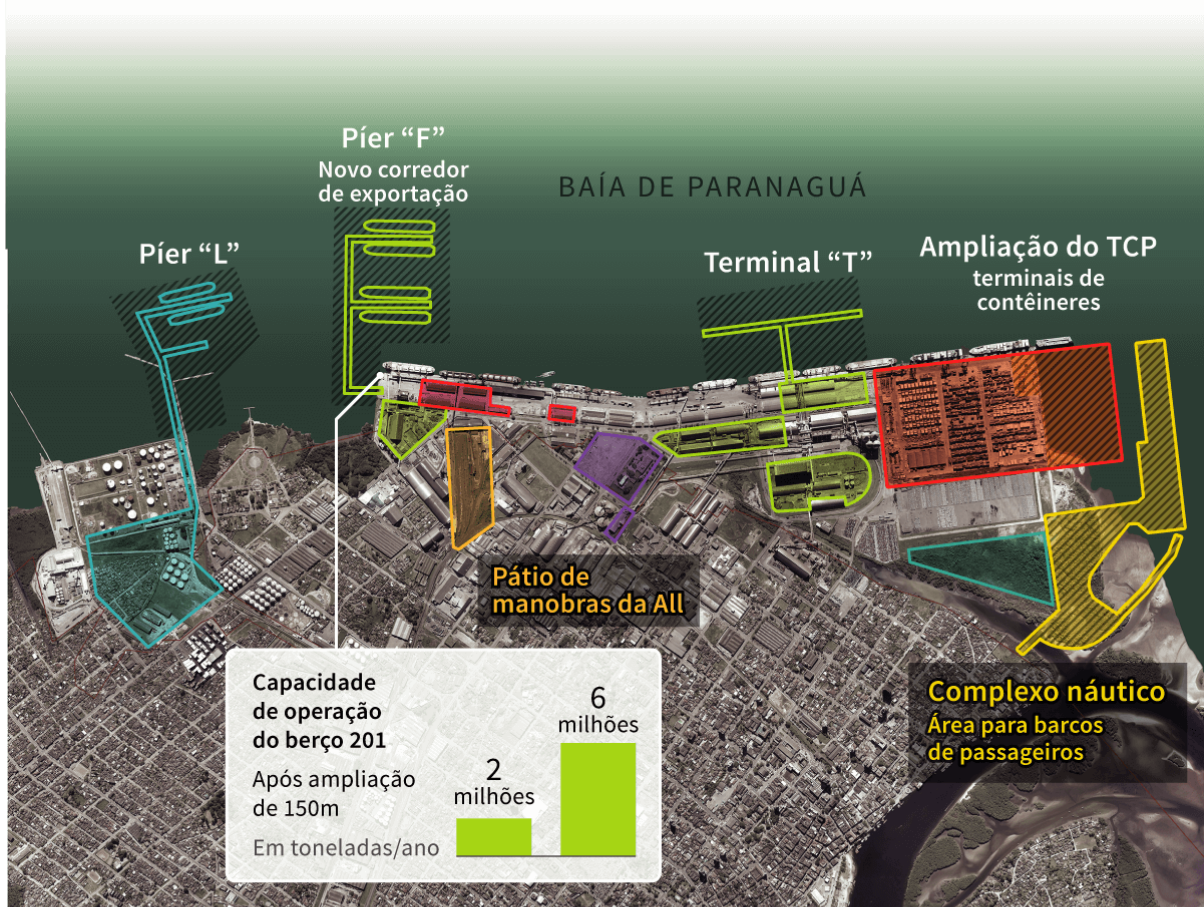 Píer “F”
Novo corredor
de exportação
BAÍA DE PARANAGUÁ
Píer “L”
Terminal “T”
Ampliação do TCP
terminais de
contêineres
Pátio de
manobras da All
Complexo náutico
Área para barcos
de passageiros
Capacidade
de operação
do berço 201
Após ampliação
de 150m
Em toneladas/ano
2
milhões
6
milhões